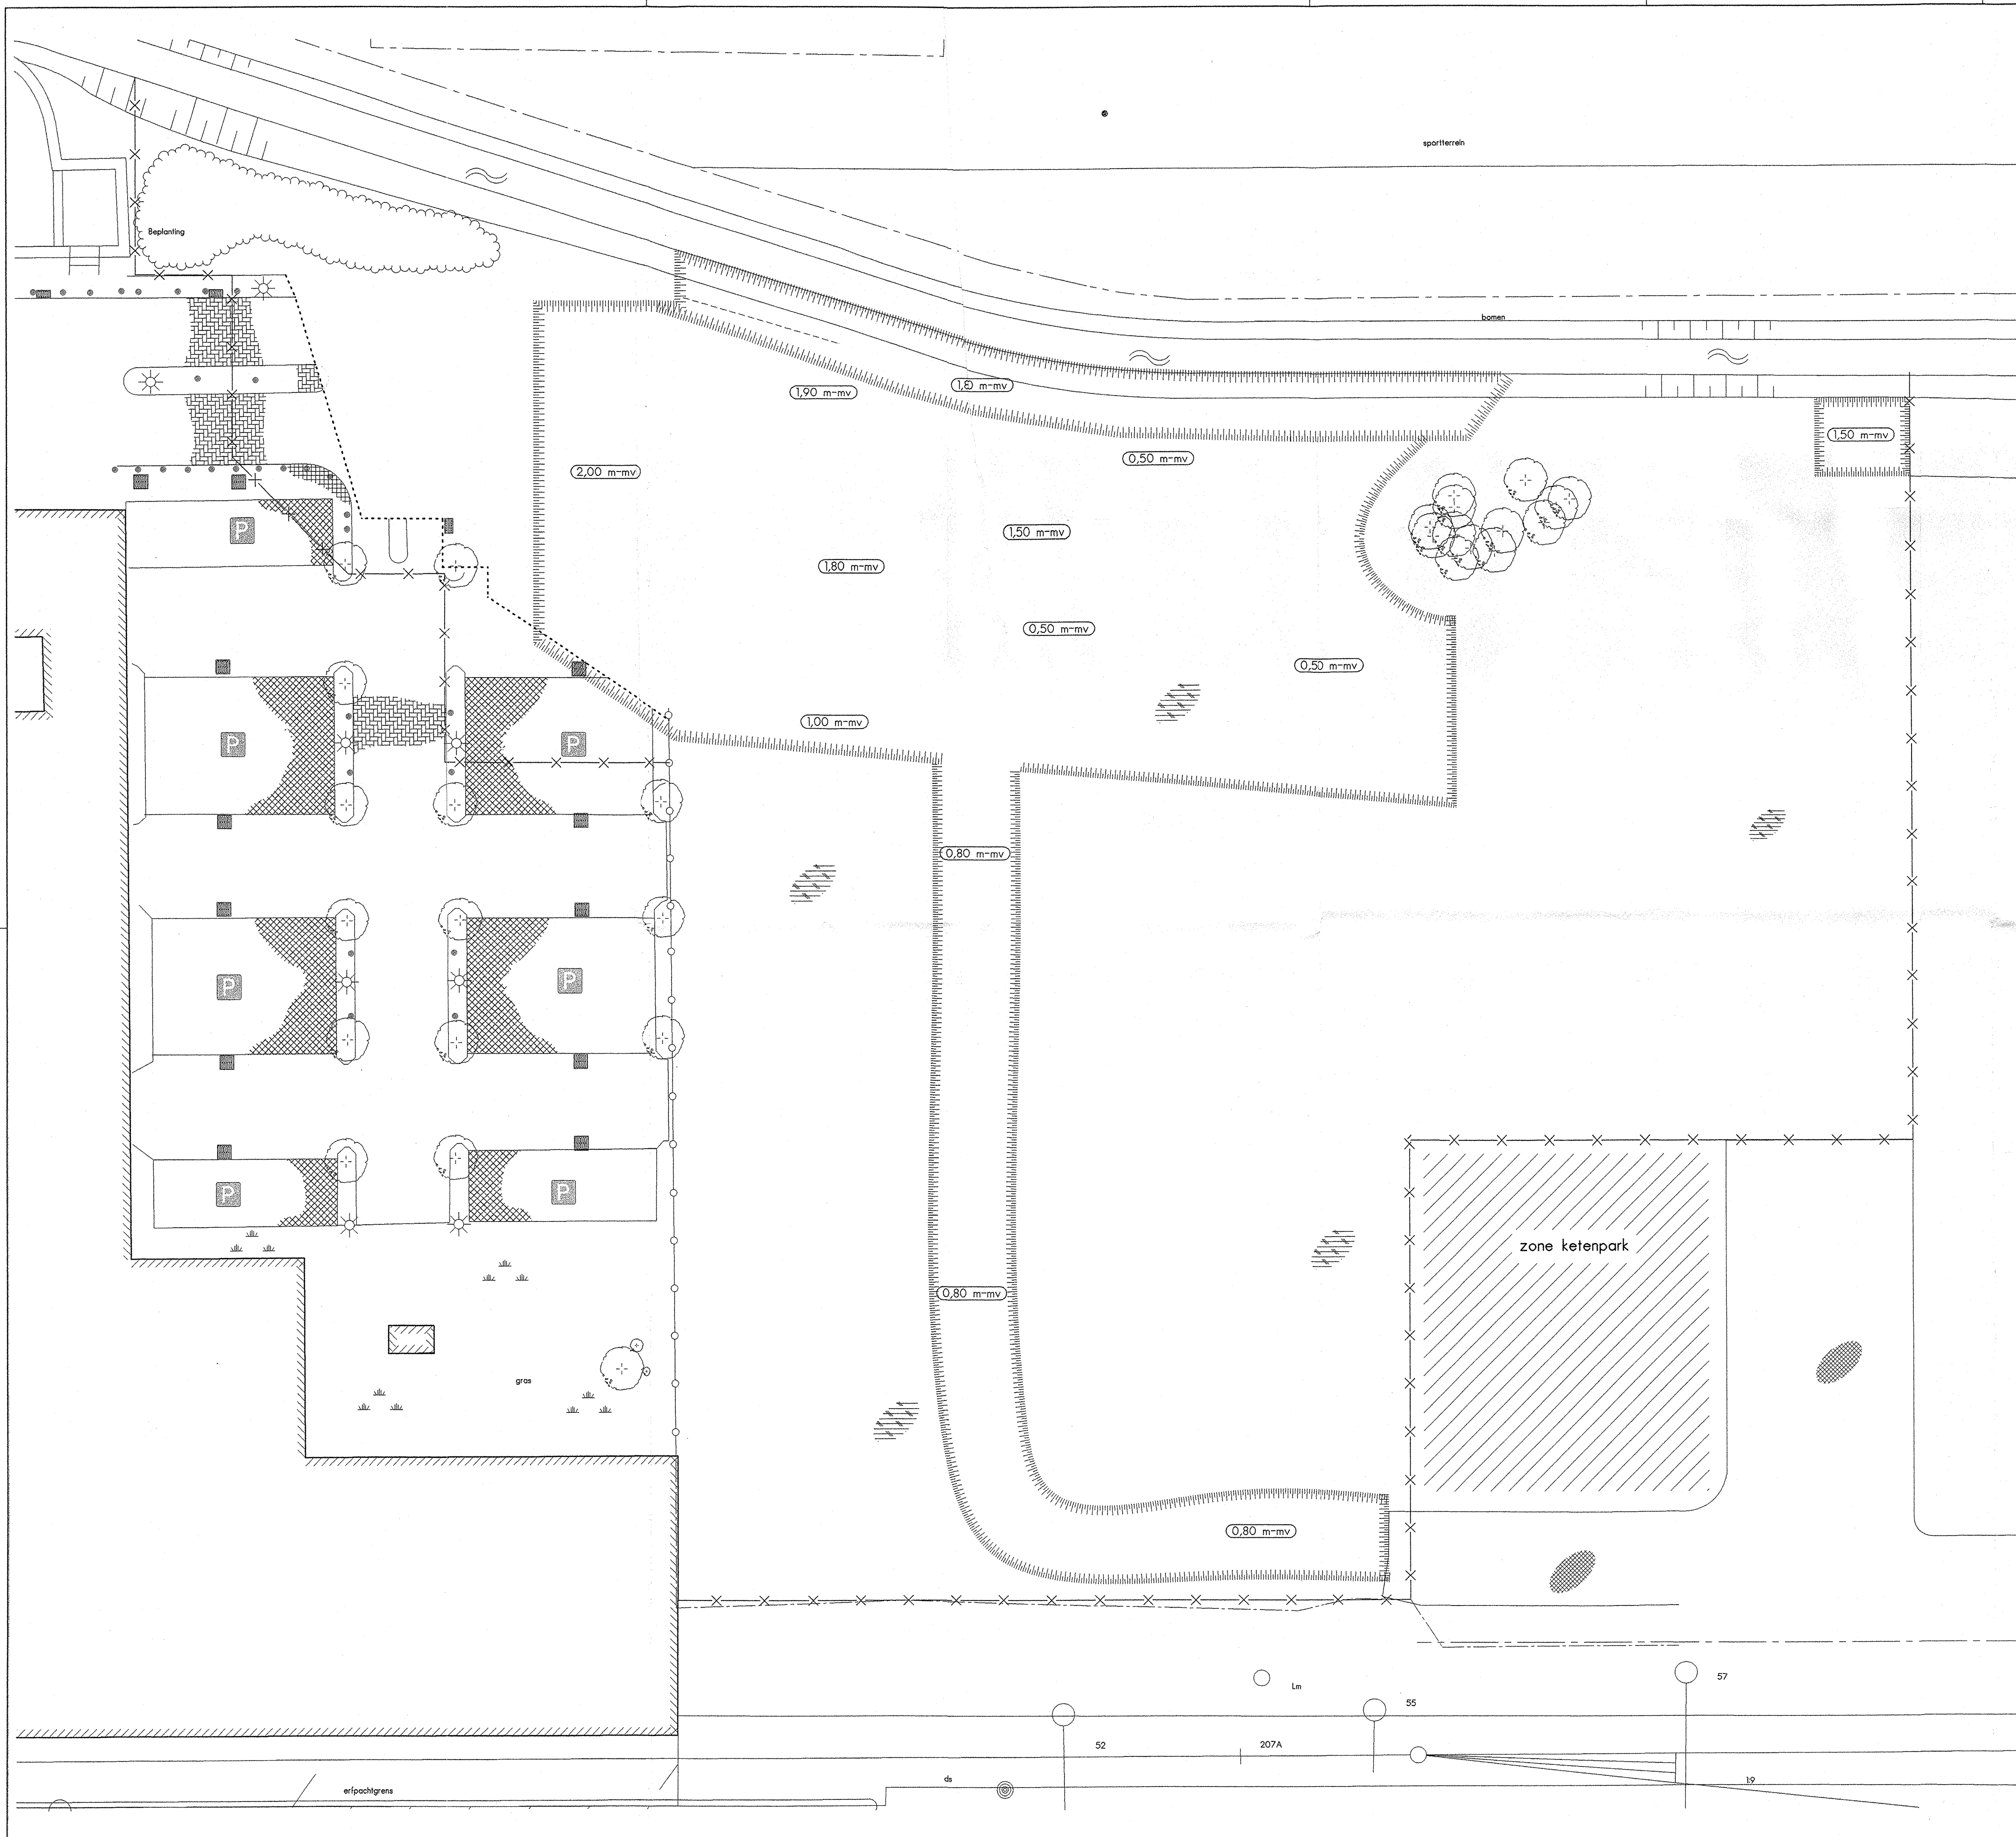 sportterrein
Beplanting
bomen
1,90 m-mv
1,8 m-mv
1,50 m-mv
0,50 m-mv
2,00 m-mv
P
1,50 m-mv
1,80 m-mv
0,50 m-mv
0,50 m-mv
1,00 m-mv
P
P
0,80 m-mv
P
P
P
P
zone ketenpark
0,80 m-mv
gras
0,80 m-mv
57
Lm
55
52
207A
ds
19
erfpachtgrens